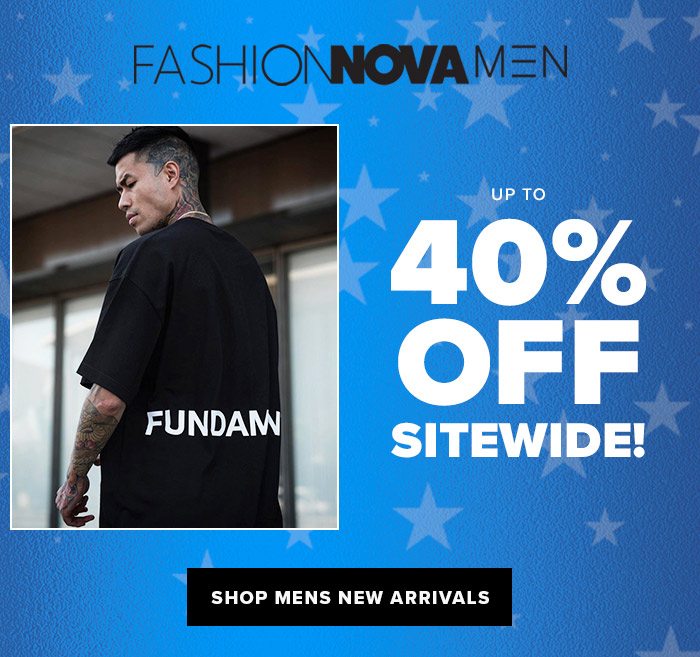 FASHIONNOVAMEN
UP TO
40%
OFF
SITEWIDE!
FUNDAM
SHOP MENS NEW ARRIVALS